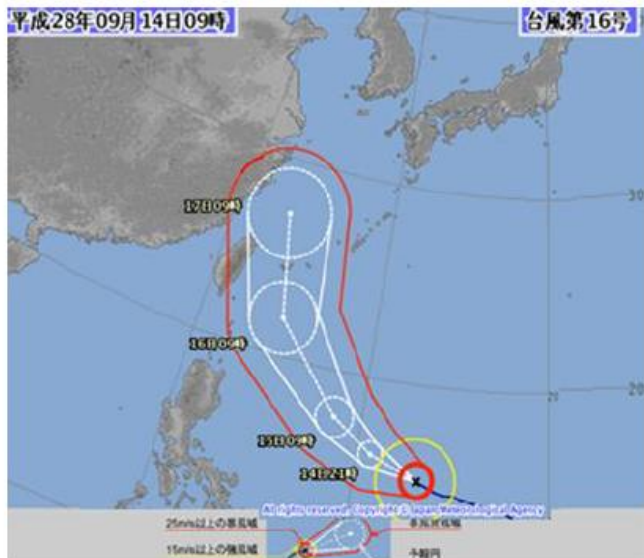 平成28年09月14日09時
台風第16号
17日09時
30
16日09時
20
15日09時
14日21時
All rights reserved. Copyright © Japan Meteorological Agency
25m/s以上の暴風域
暴風警戒域
15m/s以上の強風域
予報円